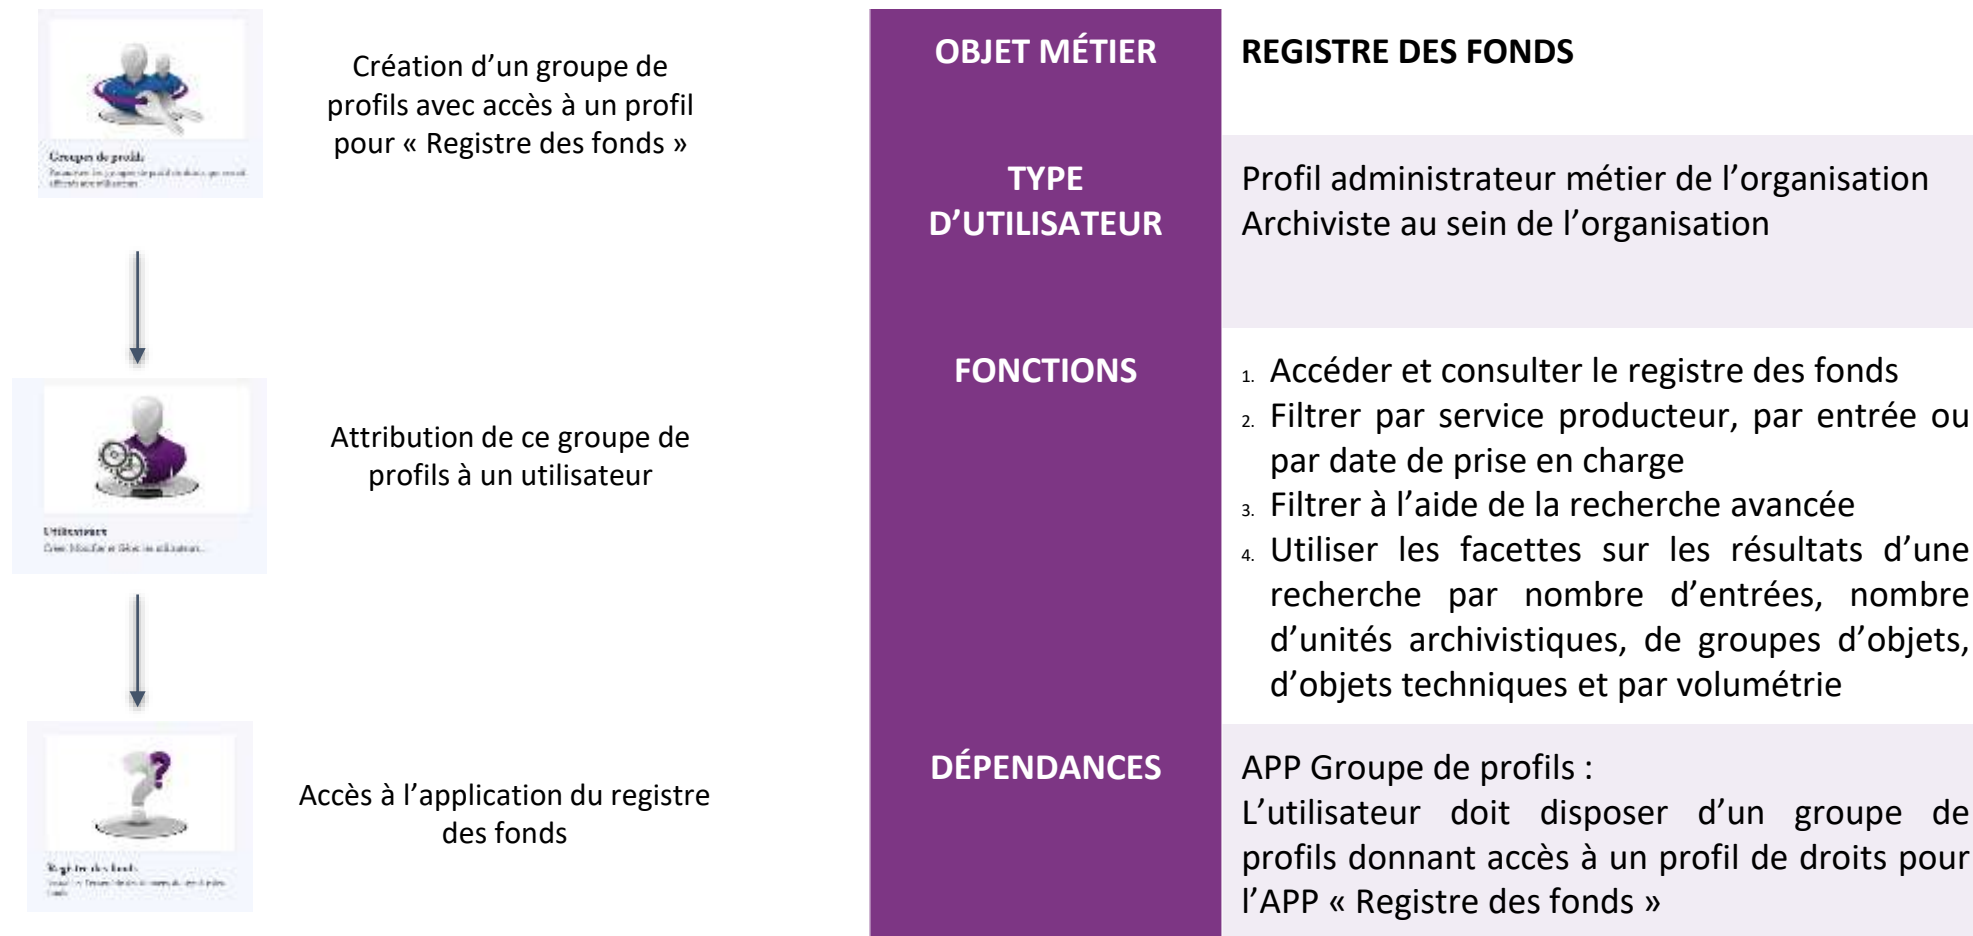 Groupes de profils
Création d’un groupe de
profils avec accès à un profil
pour « Registre des fonds »
Utilisateurs
Attribution de ce groupe de
profils à un utilisateur
Registre des fonds
Accès à l’application du registre
des fonds
OBJET MÉTIER
REGISTRE DES FONDS
TYPE
D’UTILISATEUR
Profil administrateur métier de l’organisation
Archiviste au sein de l’organisation
FONCTIONS
1. Accéder et consulter le registre des fonds
2. Filtrer par service producteur, par entrée ou
par date de prise en charge
3. Filtrer à l’aide de la recherche avancée
4. Utiliser les facettes sur les résultats d’une
recherche par nombre d’entrées, nombre
d’unités archivistiques, de groupes d’objets,
d’objets techniques et par volumétrie
DÉPENDANCES
APP Groupe de profils :
L’utilisateur doit disposer d’un groupe de
profils donnant accès à un profil de droits pour
l’APP « Registre des fonds »